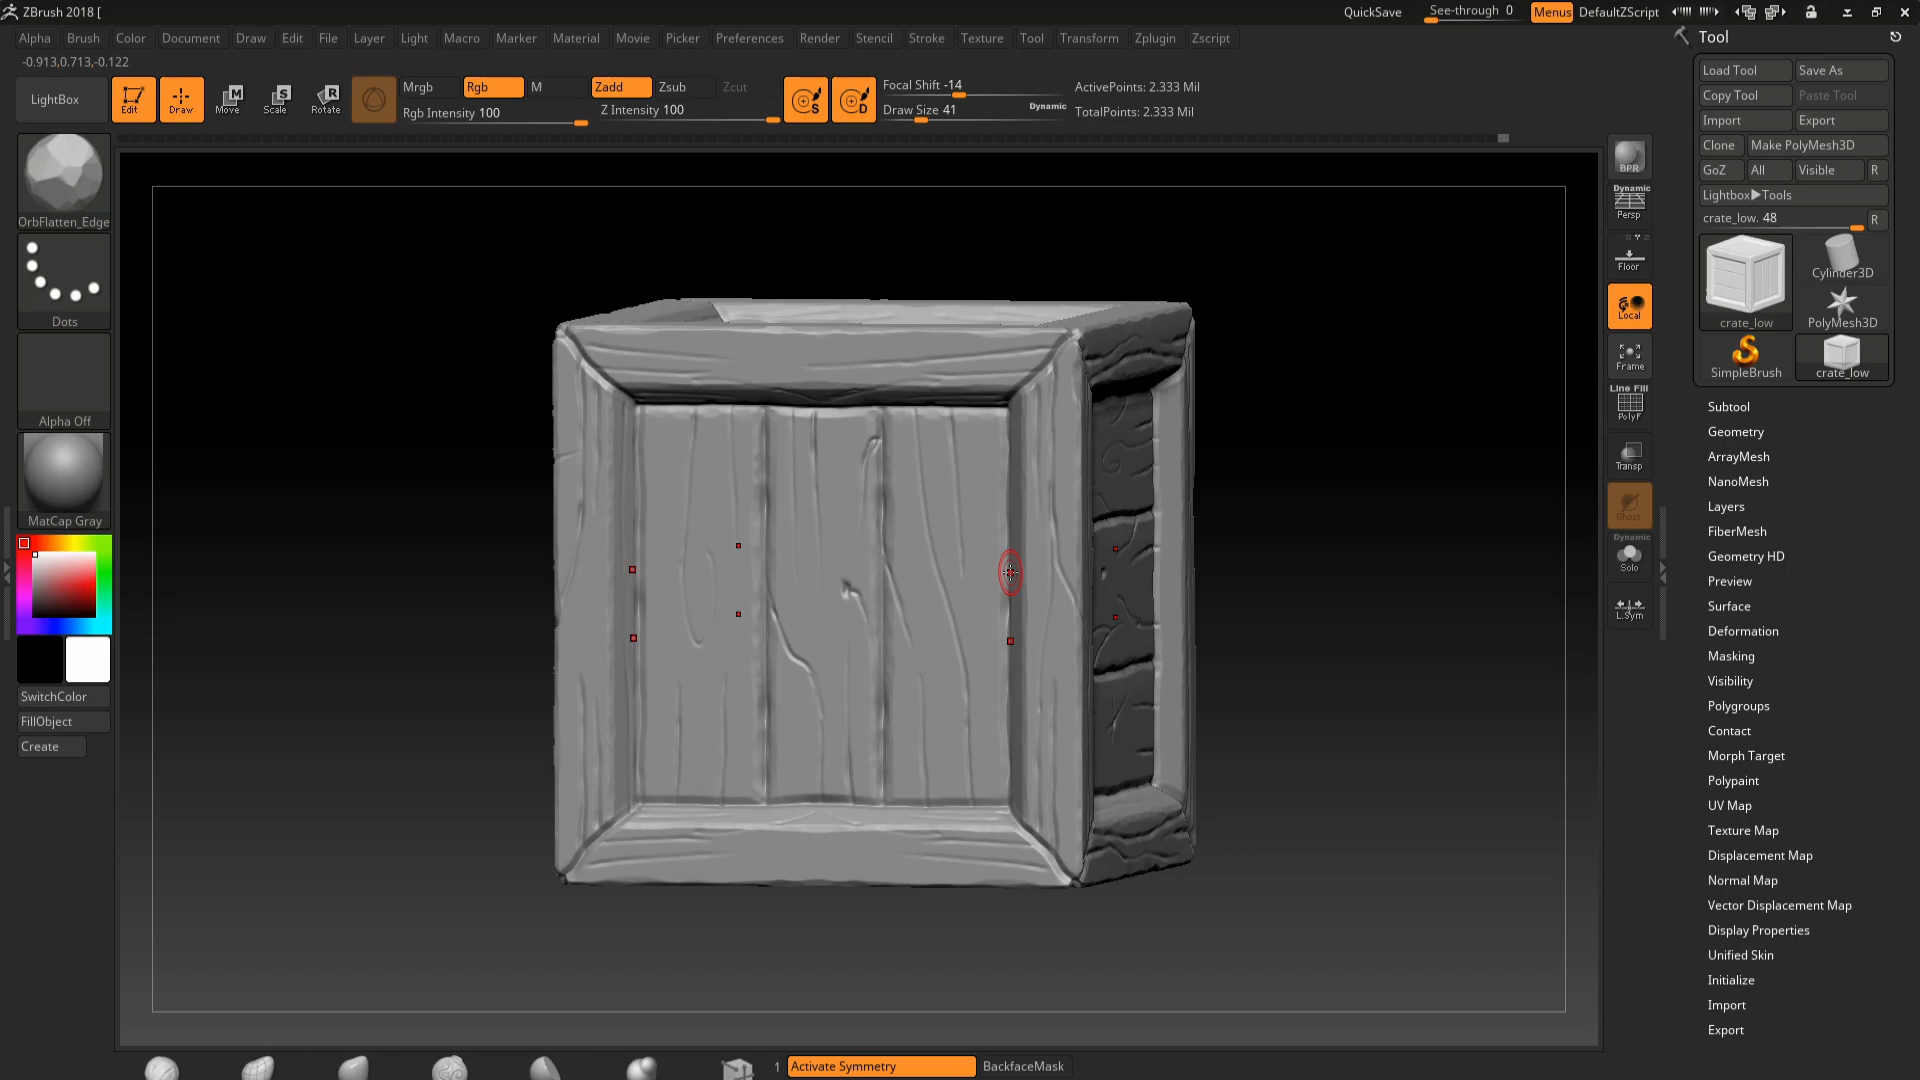 ZBrush 2018 [
QuickSave See-through 0 Menus DefaultZScript
Alpha Brush Color Document Draw Edit File Layer Light Macro Marker Material Movie Picker Preferences Render Stencil Stroke Texture Tool Transform Zplugin Zscript
-0.913,0.713,-0.122
LightBox
Edit
Draw
Move
Scale
Rotate
M
S
R
Mrgb Rgb M
Rgb Intensity 100
Zadd Zsub Zcut
Z Intensity 100
S
D
Focal Shift -14
Draw Size 41
Dynamic
ActivePoints: 2.333 Mil
TotalPoints: 2.333 Mil
OrbFlatten_Edge
Dots
Alpha Off
MatCap Gray
SwitchColor
FillObject
Create
BPR
Dynamic
Persp
Floor
Local
Frame
Line Fill
PolyF
Transp
Ghost
Dynamic
Solo
L.Sym
Tool
Load Tool Save As
Copy Tool Paste Tool
Import Export
Clone Make PolyMesh3D
GoZ All Visible R
Lightbox▶Tools
crate_low. 48 R
crate_low
Cylinder3D
PolyMesh3D
SimpleBrush
crate_low
Subtool
Geometry
ArrayMesh
NanoMesh
Layers
FiberMesh
Geometry HD
Preview
Surface
Deformation
Masking
Visibility
Polygroups
Contact
Morph Target
Polypaint
UV Map
Texture Map
Displacement Map
Normal Map
Vector Displacement Map
Display Properties
Unified Skin
Initialize
Import
Export
1 Activate Symmetry BackfaceMask